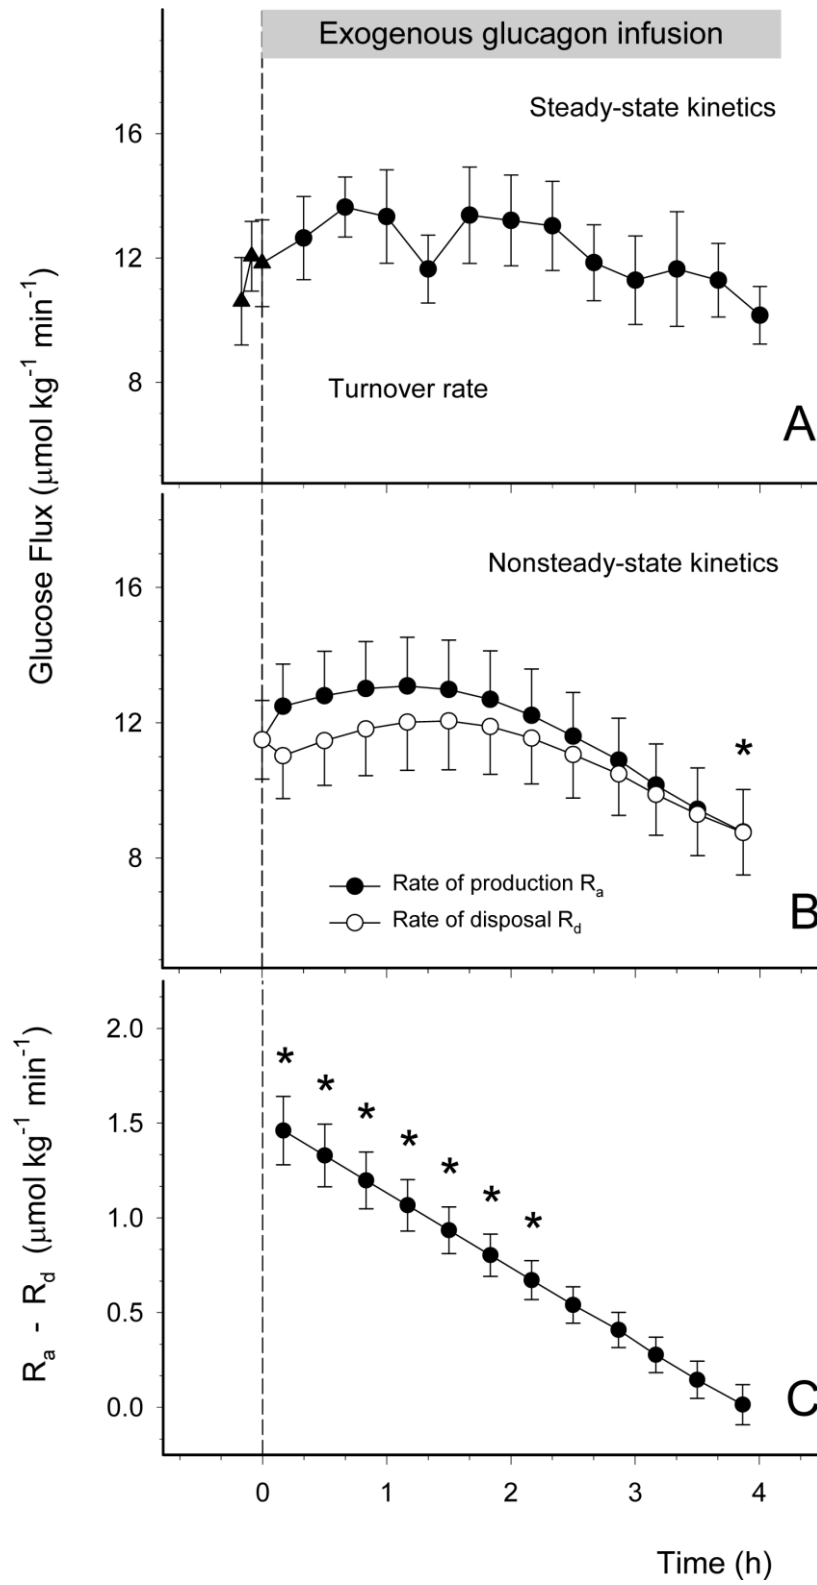 Exogenous glucagon infusion
Steady-state kinetics
16
12
8
Turnover rate
A
Glucose Flux (μmol kg⁻¹ min⁻¹)
Nonsteady-state kinetics
16
12
8
*
Rate of production Rₐ
Rate of disposal R_d
B
2.0
1.5
1.0
0.5
0.0
Rₐ - R_d (μmol kg⁻¹ min⁻¹)
* * * * * * *
C
0 1 2 3 4
Time (h)